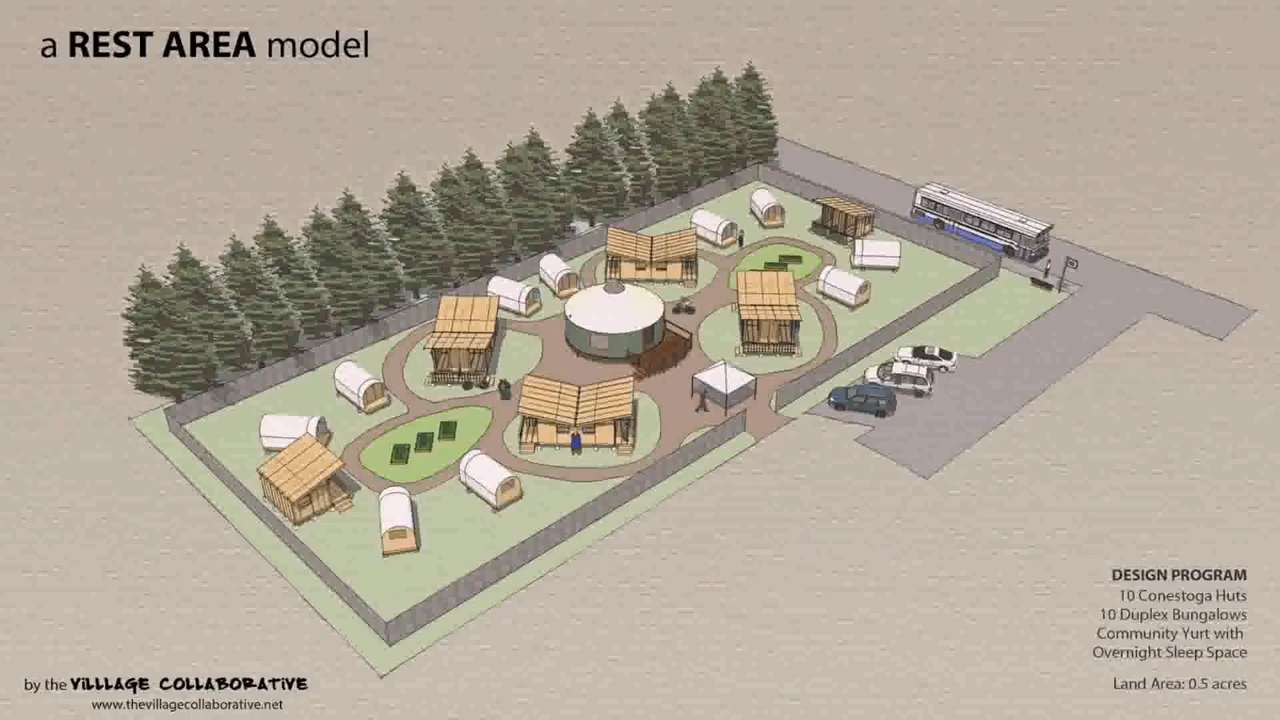 a REST AREA model
DESIGN PROGRAM
10 Conestoga Huts
10 Duplex Bungalows
Community Yurt with
Overnight Sleep Space
Land Area: 0.5 acres
by the VILLLAGE COLLABORATIVE
www.thevillagecollaborative.net